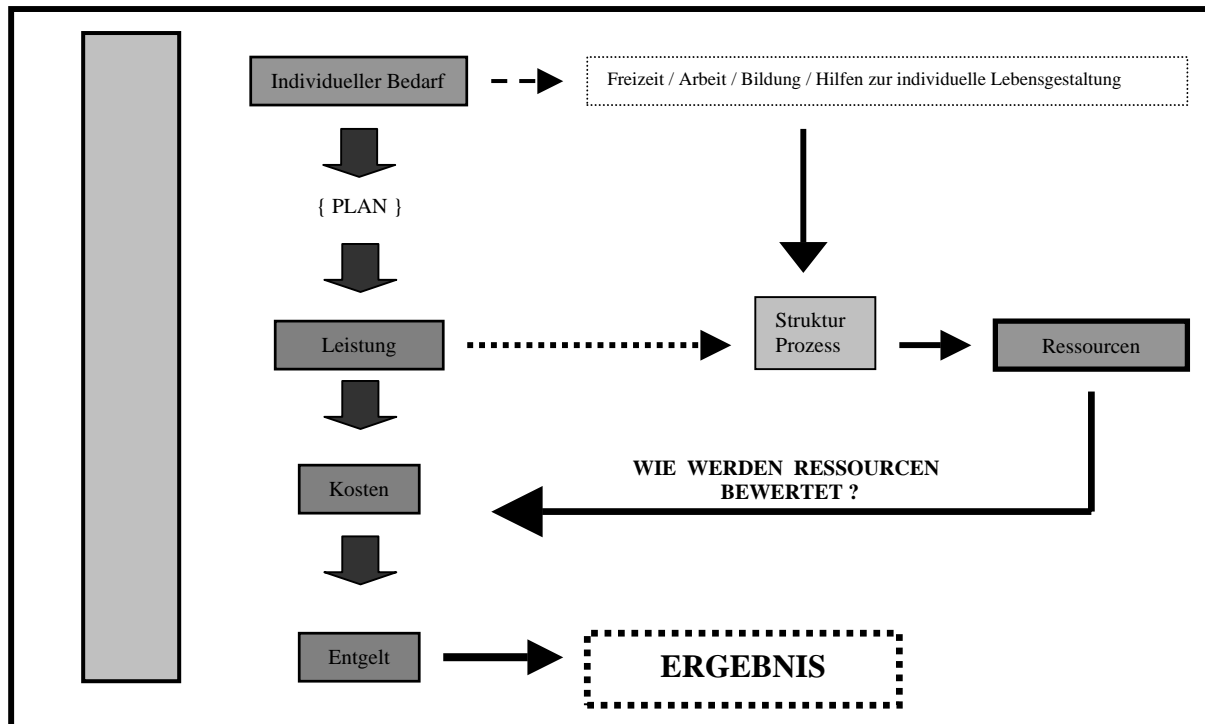 Individueller Bedarf
Freizeit / Arbeit / Bildung / Hilfen zur individuelle Lebensgestaltung
{ PLAN }
Leistung
Struktur
Prozess
Ressourcen
WIE WERDEN RESSOURCEN
BEWERTET ?
Kosten
Entgelt
ERGEBNIS